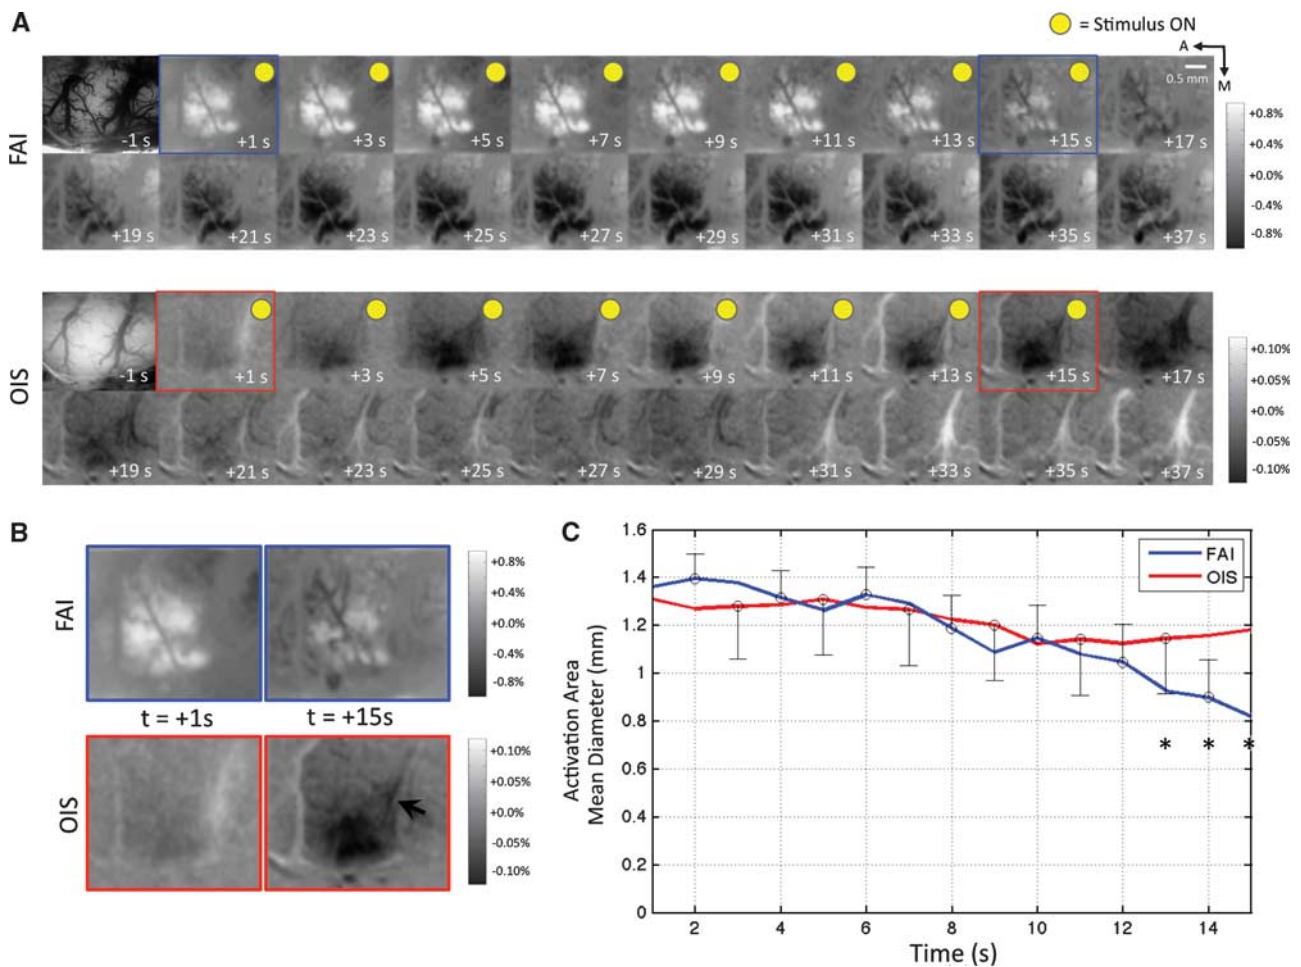 A
= Stimulus ON
A
M
0.5 mm
FAI
-1 s +1 s +3 s +5 s +7 s +9 s +11 s +13 s +15 s +17 s
+19 s +21 s +23 s +25 s +27 s +29 s +31 s +33 s +35 s +37 s
+0.8%
+0.4%
+0.0%
-0.4%
-0.8%
OIS
-1 s +1 s +3 s +5 s +7 s +9 s +11 s +13 s +15 s +17 s
+19 s +21 s +23 s +25 s +27 s +29 s +31 s +33 s +35 s +37 s
+0.10%
+0.05%
+0.0%
-0.05%
-0.10%
B
FAI
+0.8%
+0.4%
+0.0%
-0.4%
-0.8%
t = +1s t = +15s
OIS
+0.10%
+0.05%
+0.0%
-0.05%
-0.10%
C
Activation Area
Mean Diameter (mm)
1.6
1.4
1.2
1
0.8
0.6
0.4
0.2
0
FAI
OIS
* * *
2 4 6 8 10 12 14
Time (s)